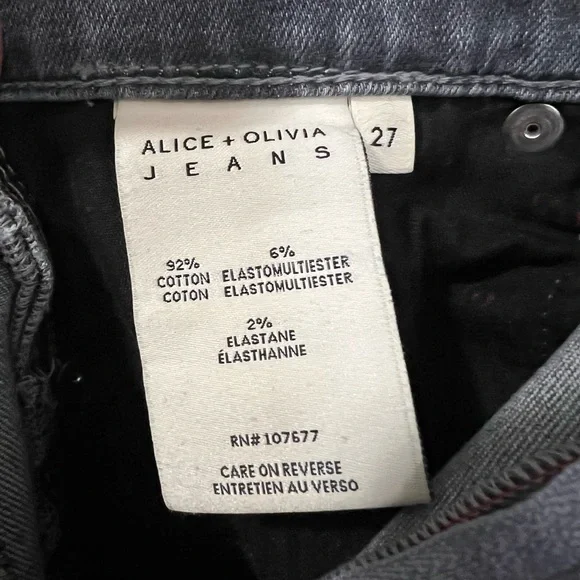 ALICE + OLIVIA
JEANS
27
92% 6%
COTTON ELASTOMULTIESTER
COTON ELASTOMULTIESTER
2%
ELASTANE
ÉLASTHANNE
RN# 107677
CARE ON REVERSE
ENTRETIEN AU VERSO